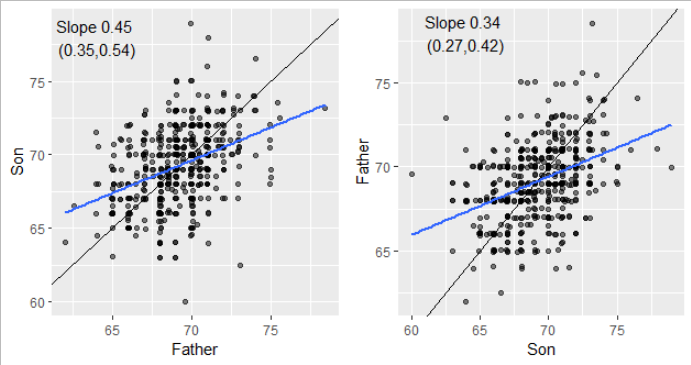 Slope 0.45
(0.35,0.54)
75
70
65
60
Son
65
70
75
Father
Slope 0.34
(0.27,0.42)
75
70
65
Father
60
65
70
75
Son